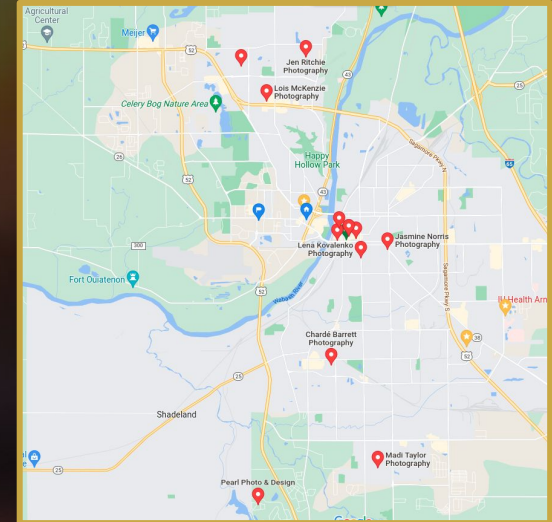 Agricultural
Center
Meijer
52
Jen Ritchie
Photography
43
Lois McKenzie
Photography
25
Celery Bog Nature Area
Sagamore Pkwy N
26
Happy
Hollow Park
65
52
43
300
Jasmine Norris
Photography
Lena Kovalenko
Photography
Fort Ouiatenon
52
Wabash River
Sagamore Pkwy S
IU Health Arn
Chardé Barrett
Photography
38
52
25
Shadeland
25
Madi Taylor
Photography
Pearl Photo & Design